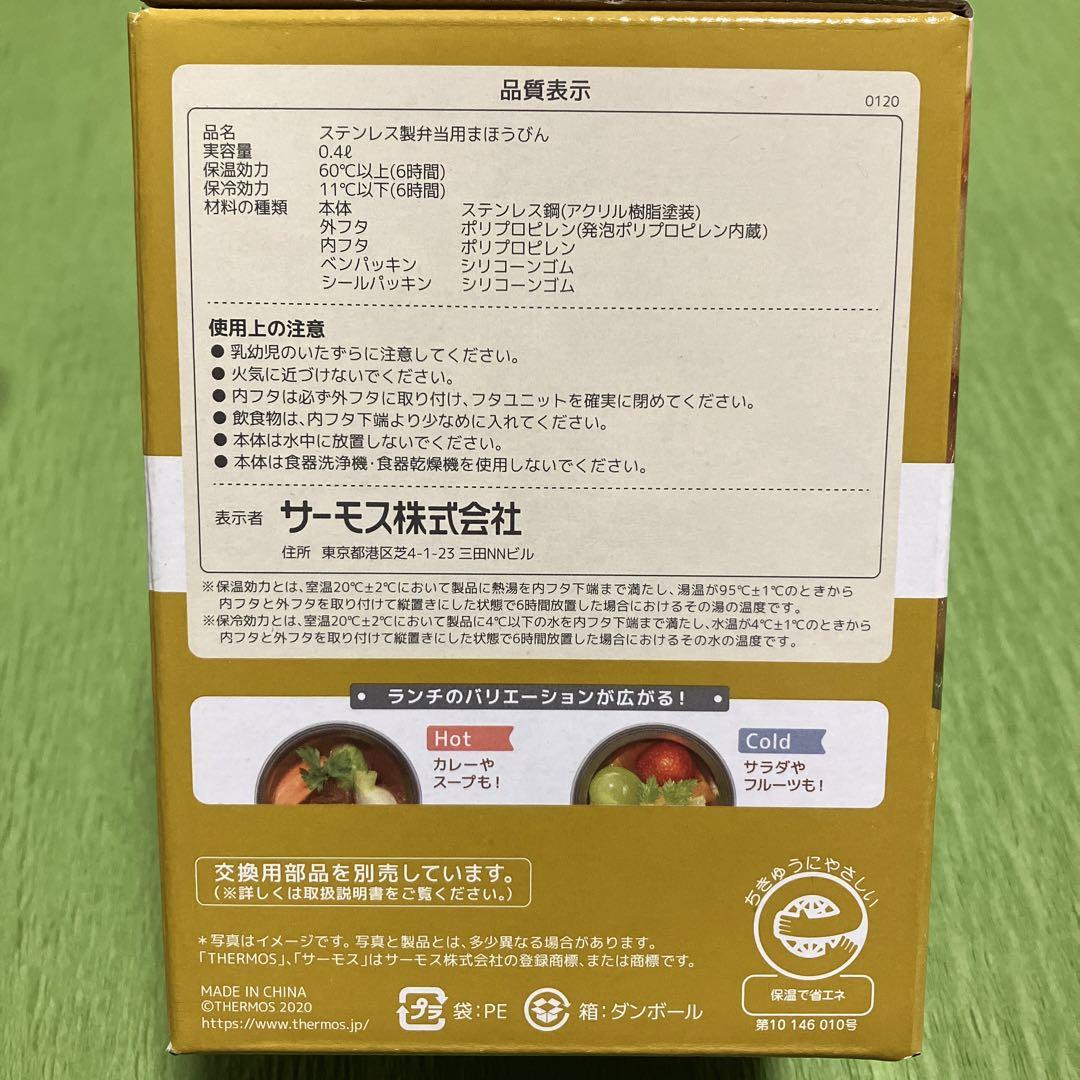 品質表示
0120
品名 ステンレス製弁当用まほうびん
実容量 0.4ℓ
保温効力 60℃以上(6時間)
保冷効力 11℃以下(6時間)
材料の種類 本体 ステンレス鋼(アクリル樹脂塗装)
外フタ ポリプロピレン(発泡ポリプロピレン内蔵)
内フタ ポリプロピレン
ベンパッキン シリコーンゴム
シールパッキン シリコーンゴム
使用上の注意
● 乳幼児のいたずらに注意してください。
● 火気に近づけないでください。
● 内フタは必ず外フタに取り付け、フタユニットを確実に閉めてください。
● 飲食物は、内フタ下端より少なめに入れてください。
● 本体は水中に放置しないでください。
● 本体は食器洗浄機・食器乾燥機を使用しないでください。
表示者 サーモス株式会社
住所 東京都港区芝4-1-23 三田NNビル
※保温効力とは、室温20℃±2℃において製品に熱湯を内フタ下端まで満たし、湯温が95℃±1℃のときから
内フタと外フタを取り付けて縦置きにした状態で6時間放置した場合におけるその湯の温度です。
※保冷効力とは、室温20℃±2℃において製品に4℃以下の水を内フタ下端まで満たし、水温が4℃±1℃のときから
内フタと外フタを取り付けて縦置きにした状態で6時間放置した場合におけるその水の温度です。
ランチのバリエーションが広がる!
Hot
カレーや
スープも!
Cold
サラダや
フルーツも!
交換用部品を別売しています。
(※詳しくは取扱説明書をご覧ください。)
ちきゅうにやさしい
保温で省エネ
第10 146 010号
*写真はイメージです。写真と製品とは、多少異なる場合があります。
「THERMOS」、「サーモス」はサーモス株式会社の登録商標、または商標です。
MADE IN CHINA
©THERMOS 2020
https://www.thermos.jp/
プラ 袋:PE 箱:ダンボール